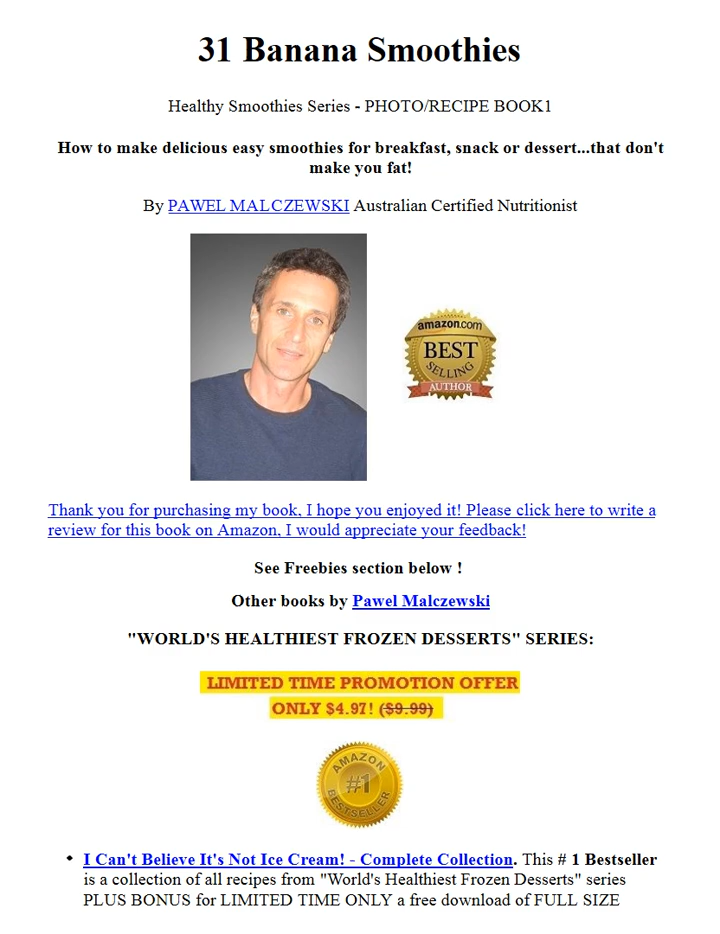 31 Banana Smoothies
Healthy Smoothies Series - PHOTO/RECIPE BOOK1
How to make delicious easy smoothies for breakfast, snack or dessert...that don't
make you fat!
By PAWEL MALCZEWSKI Australian Certified Nutritionist
amazon.com
BEST
SELLING
AUTHOR
Thank you for purchasing my book, I hope you enjoyed it! Please click here to write a
review for this book on Amazon, I would appreciate your feedback!
See Freebies section below !
Other books by Pawel Malczewski
"WORLD'S HEALTHIEST FROZEN DESSERTS" SERIES:
LIMITED TIME PROMOTION OFFER
ONLY $4.97! ($9.99)
AMAZON
#1
BESTSELLER
• I Can't Believe It's Not Ice Cream! - Complete Collection. This # 1 Bestseller
is a collection of all recipes from "World's Healthiest Frozen Desserts" series
PLUS BONUS for LIMITED TIME ONLY a free download of FULL SIZE